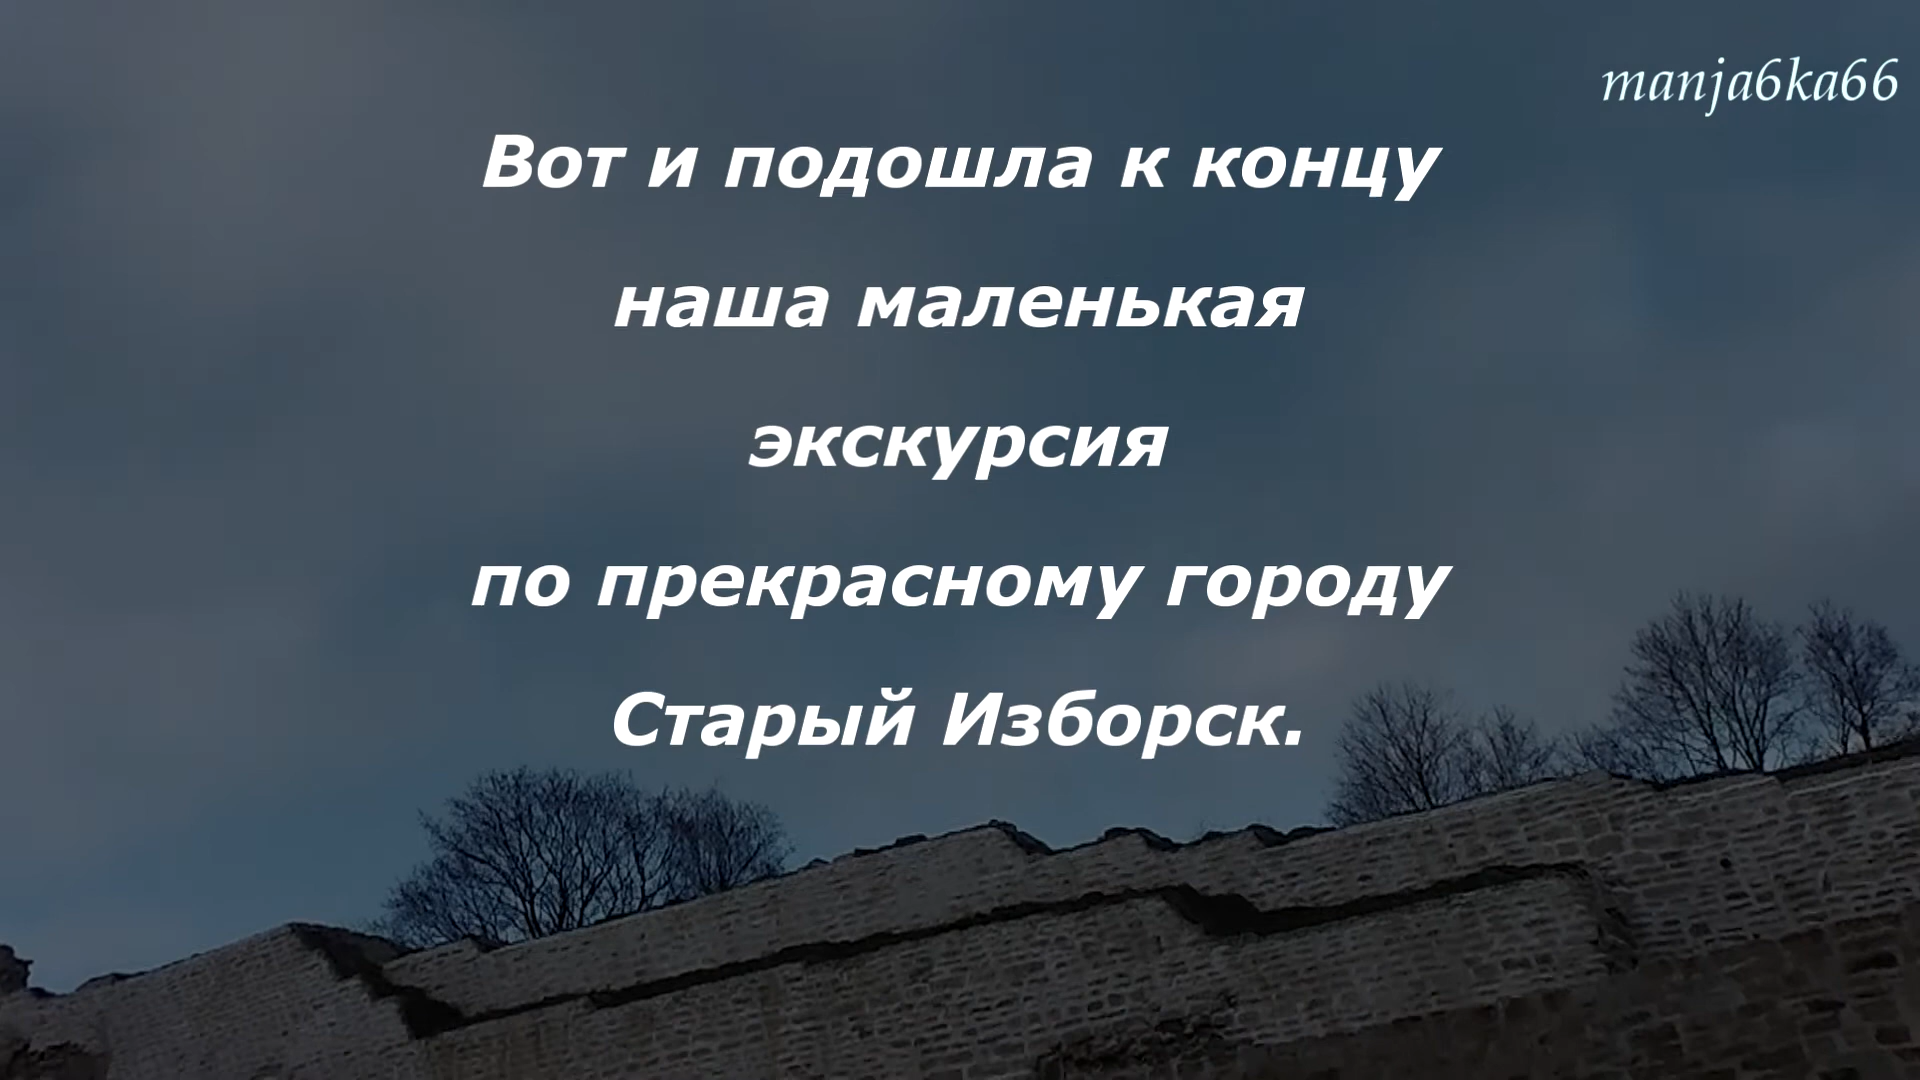 manja6ka66
Вот и подошла к концу
наша маленькая
экскурсия
по прекрасному городу
Старый Изборск.